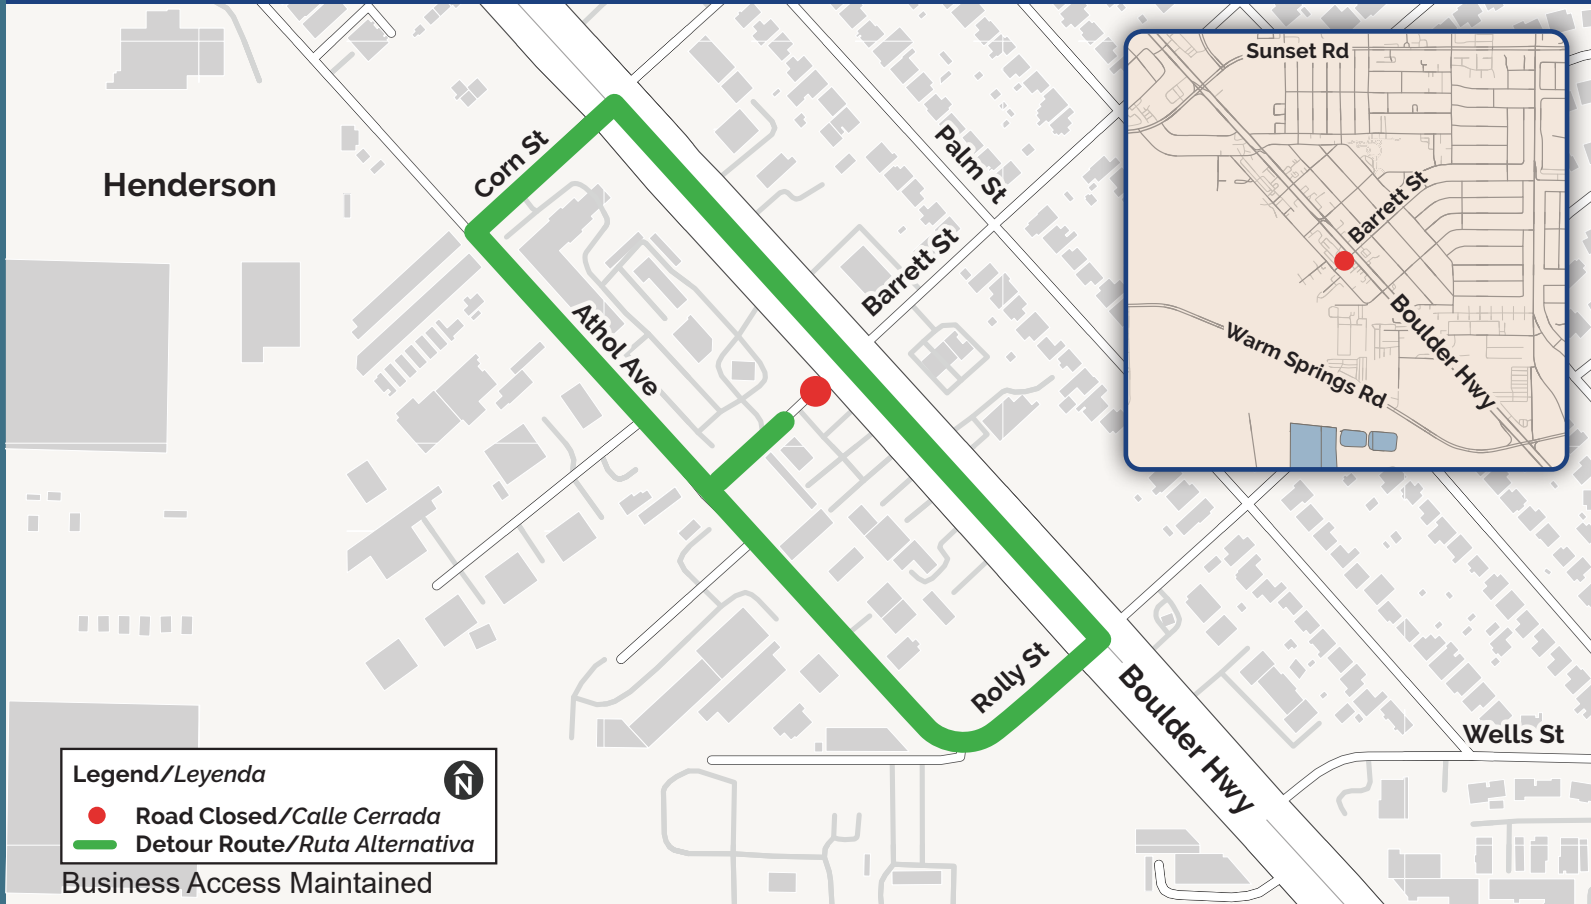 Sunset Rd
Barrett St
Boulder Hwy
Warm Springs Rd
Henderson
Corn St
Palm St
Barrett St
Athol Ave
Rolly St
Boulder Hwy
Wells St
Legend/Leyenda
N
Road Closed/Calle Cerrada
Detour Route/Ruta Alternativa
Business Access Maintained